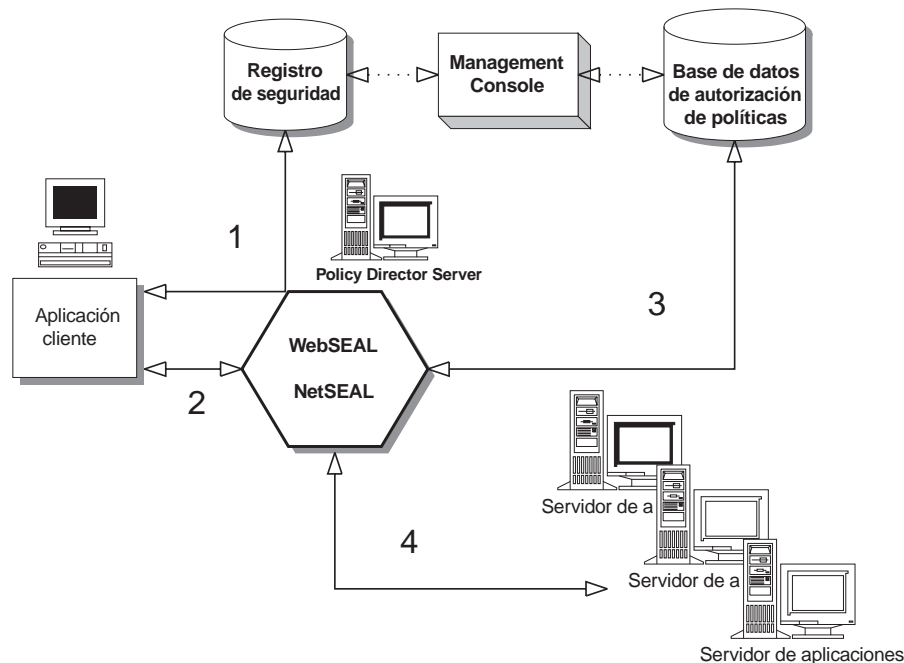 Registro
de seguridad
Management
Console
Base de datos
de autorización
de políticas
1
Policy Director Server
3
Aplicación
cliente
WebSEAL
NetSEAL
2
Servidor de a
4
Servidor de a
Servidor de aplicaciones